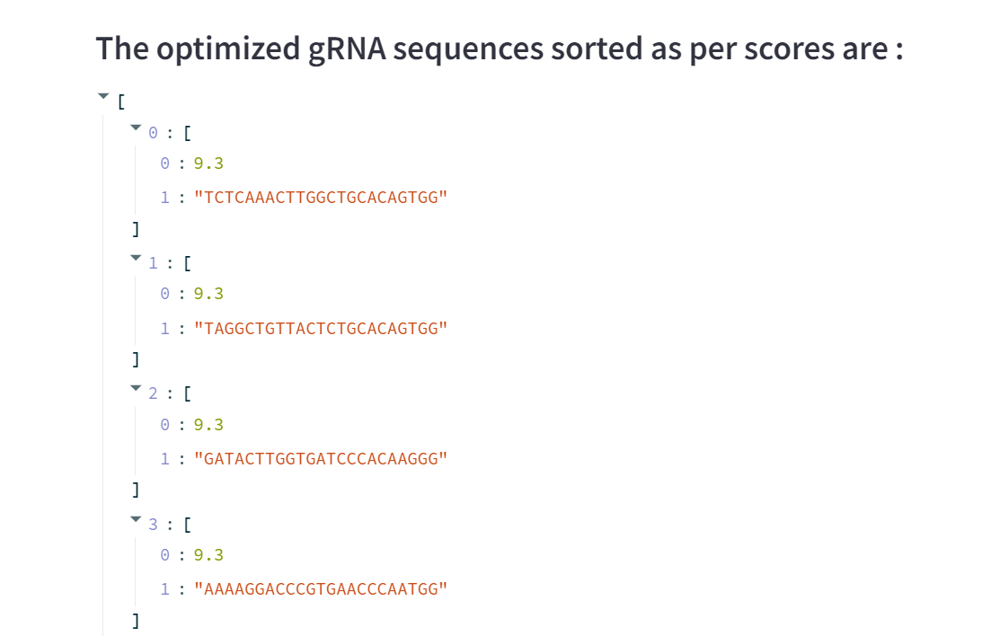 The optimized gRNA sequences sorted as per scores are :
[
0 : [
0 : 9.3
1 : "TCTCAAACTTGGCTGCACAGTGG"
]
1 : [
0 : 9.3
1 : "TAGGCTGTTACTCTGCACAGTGG"
]
2 : [
0 : 9.3
1 : "GATACTTGGTGATCCCACAAGGG"
]
3 : [
0 : 9.3
1 : "AAAAGGACCCGTGAACCCAATGG"
]